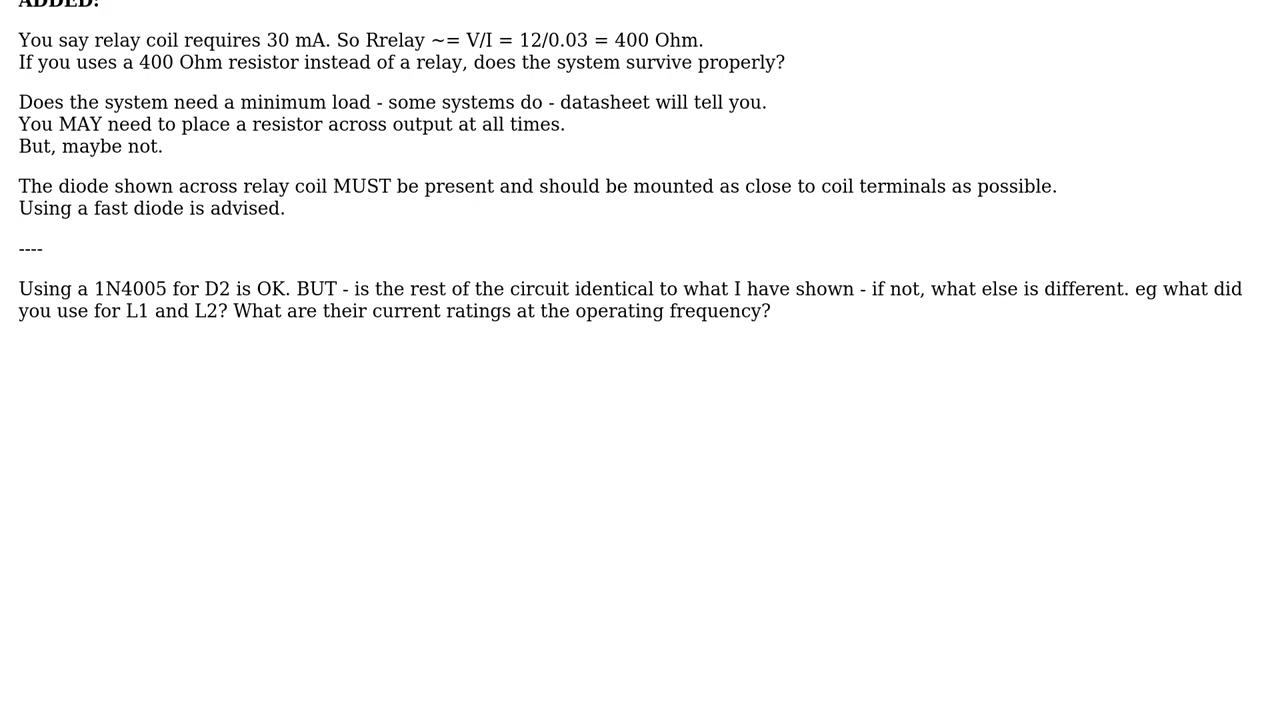 ADDED:
You say relay coil requires 30 mA. So Rrelay ~= V/I = 12/0.03 = 400 Ohm.
If you uses a 400 Ohm resistor instead of a relay, does the system survive properly?
Does the system need a minimum load - some systems do - datasheet will tell you.
You MAY need to place a resistor across output at all times.
But, maybe not.
The diode shown across relay coil MUST be present and should be mounted as close to coil terminals as possible.
Using a fast diode is advised.
----
Using a 1N4005 for D2 is OK. BUT - is the rest of the circuit identical to what I have shown - if not, what else is different. eg what did
you use for L1 and L2? What are their current ratings at the operating frequency?